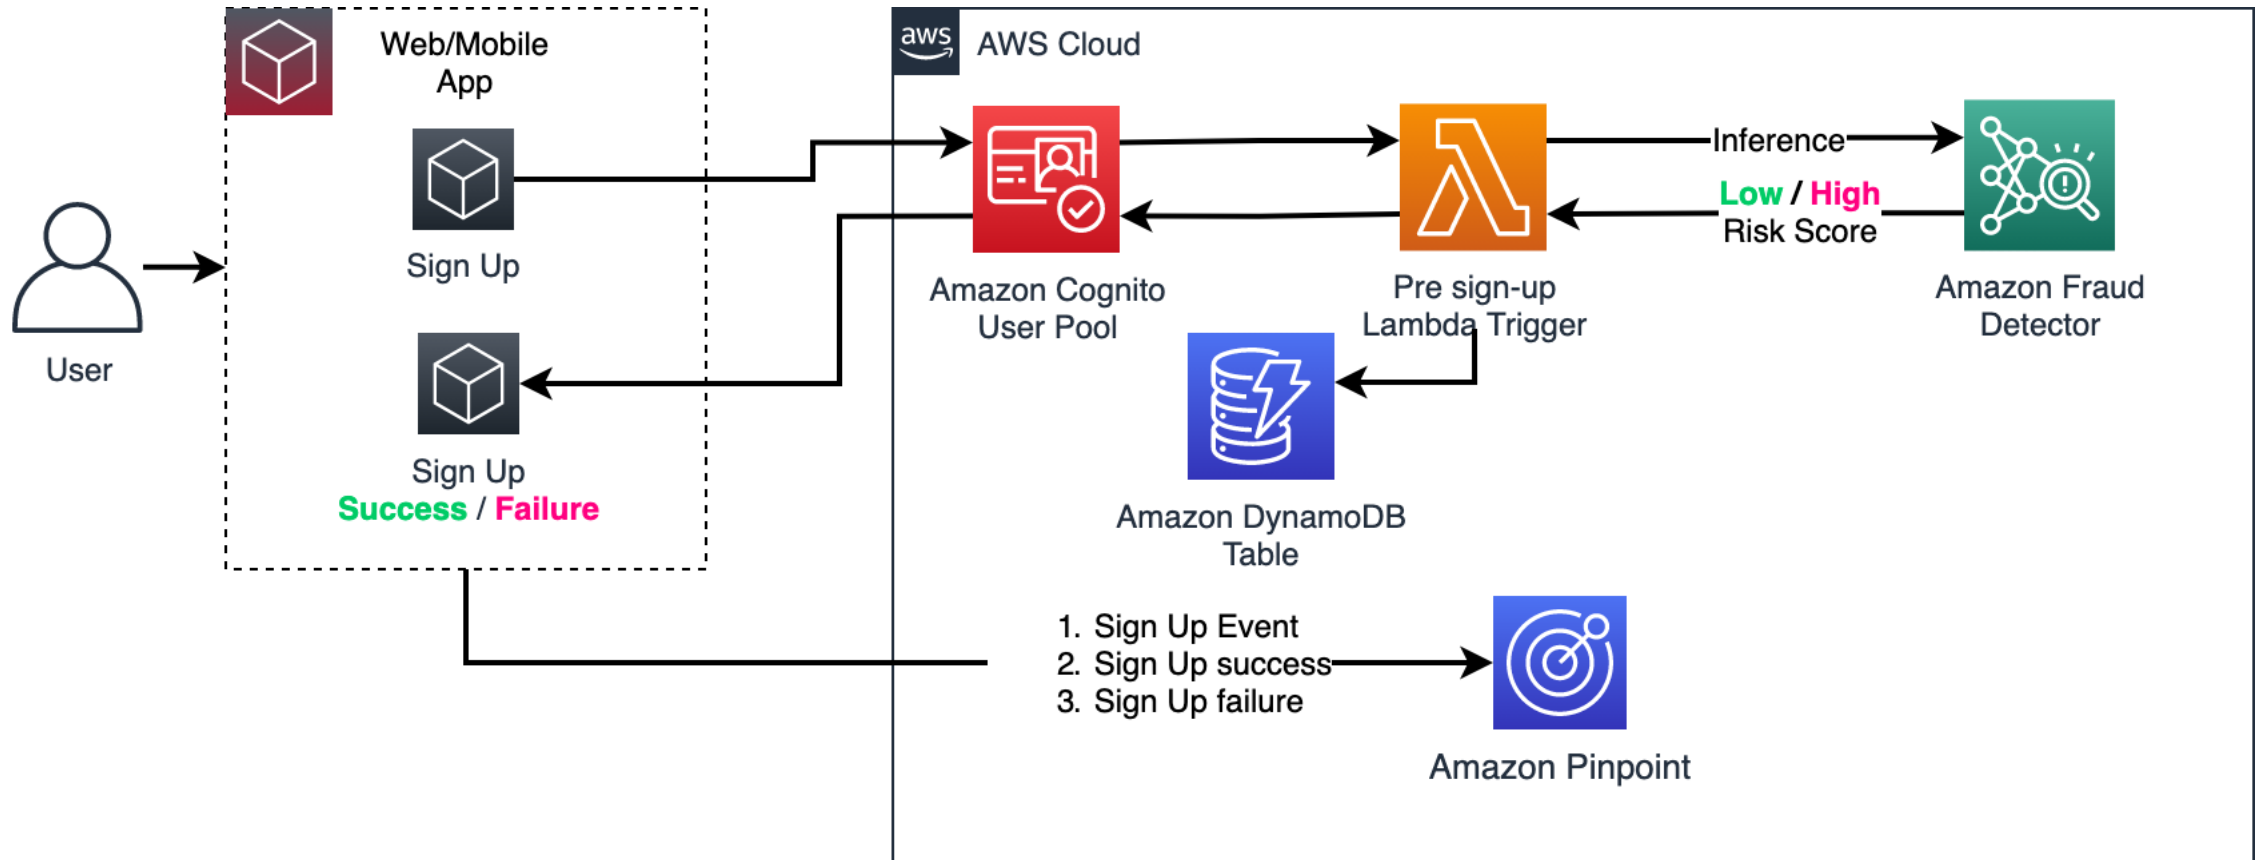 Web/Mobile
App
aws
AWS Cloud
Sign Up
User
Sign Up
Success / Failure
Amazon Cognito
User Pool
Pre sign-up
Lambda Trigger
Inference
Low / High
Risk Score
Amazon Fraud
Detector
Amazon DynamoDB
Table
1. Sign Up Event
2. Sign Up success
3. Sign Up failure
Amazon Pinpoint